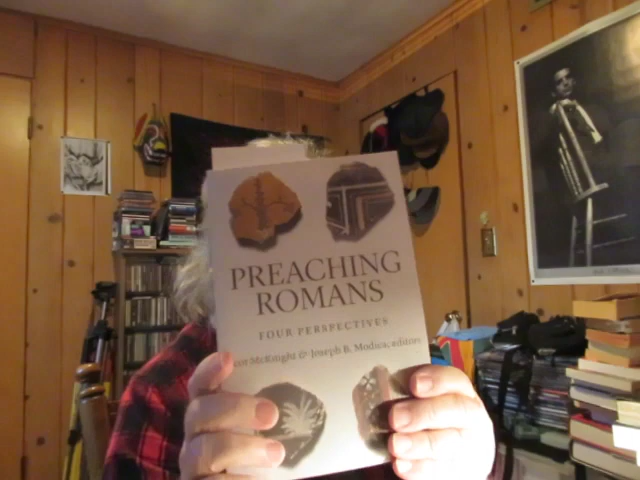 PREACHING
ROMANS
FOUR PERSPECTIVES
McKnight & Joseph B. Modica, editors